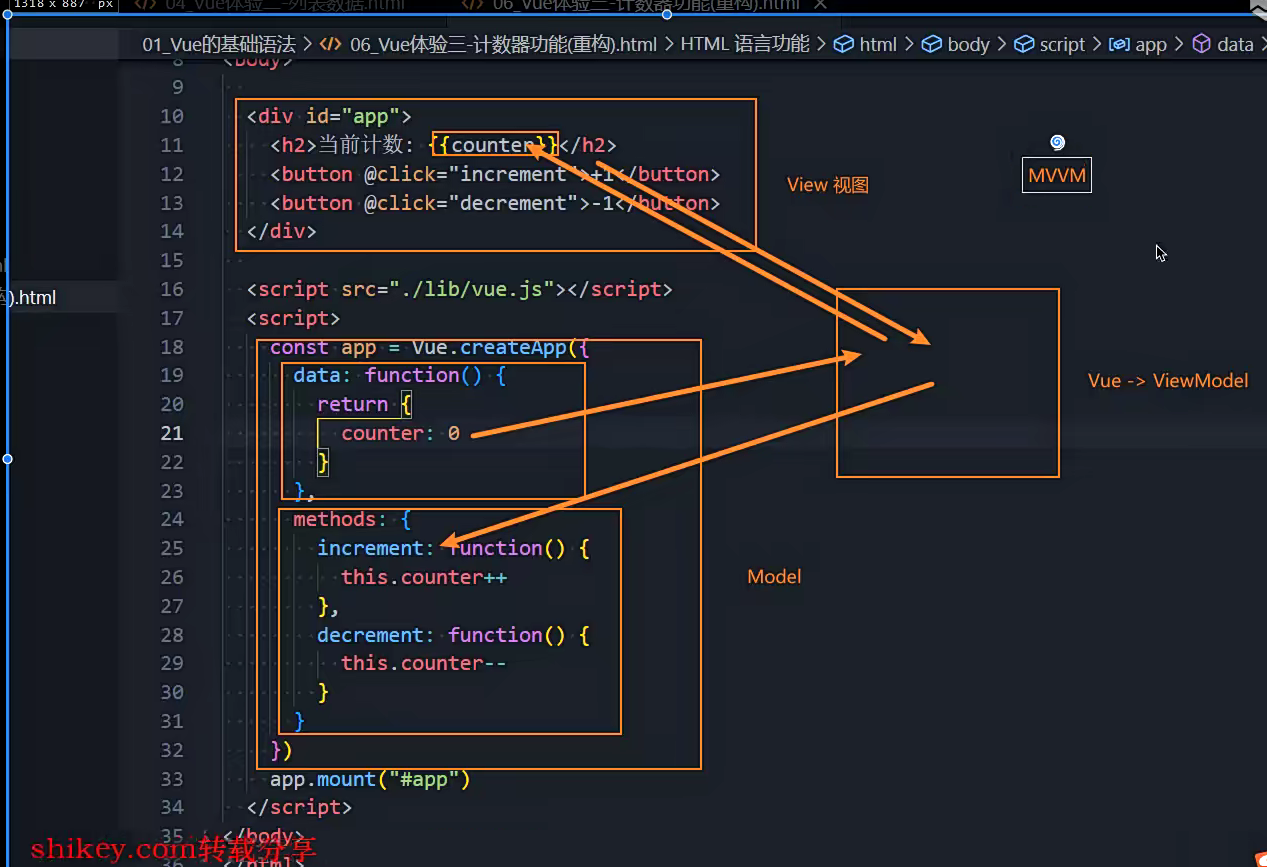 1318 x 887 px
04_Vue体验二-列表数据.html
06_Vue体验三-计数器功能(重构).html
01_Vue的基础语法 > 06_Vue体验三-计数器功能(重构).html > HTML 语言功能 > html > body > script > app > data >
8 <body>
9
10 <div id="app">
11 <h2>当前计数: {{counter}}</h2>
12 <button @click="increment">+1</button>
13 <button @click="decrement">-1</button>
14 </div>
15
16 <script src="./lib/vue.js"></script>
17 <script>
18 const app = Vue.createApp({
19 data: function() {
20 return {
21 counter: 0
22 }
23 },
24 methods: {
25 increment: function() {
26 this.counter++
27 },
28 decrement: function() {
29 this.counter--
30 }
31 }
32 })
33 app.mount("#app")
34 </script>
35 </body>
36 </html>
View 视图
MVVM
).html
Vue -> ViewModel
Model
shikey.com转载分享